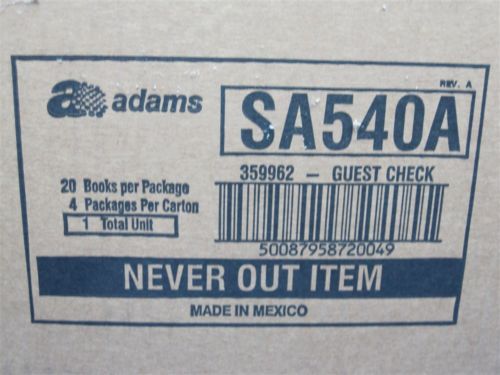 REV. A
adams
SA540A
359962 – GUEST CHECK
20 Books per Package
4 Packages Per Carton
1 Total Unit
50087958720049
NEVER OUT ITEM
MADE IN MEXICO